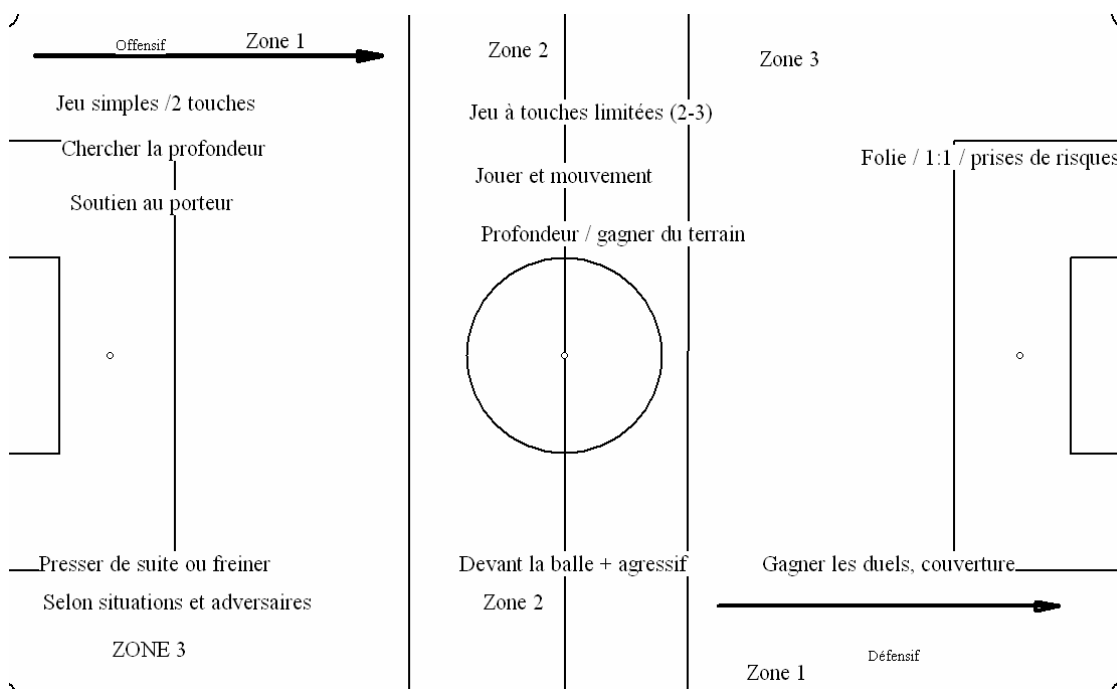 Offensif
Zone 1
Zone 2
Zone 3
Jeu simples /2 touches
Jeu à touches limitées (2-3)
Chercher la profondeur
Folie / 1:1 / prises de risques
Jouer et mouvement
Soutien au porteur
Profondeur / gagner du terrain
Presser de suite ou freiner
Devant la balle + agressif
Gagner les duels, couverture
Selon situations et adversaires
Zone 2
ZONE 3
Défensif
Zone 1